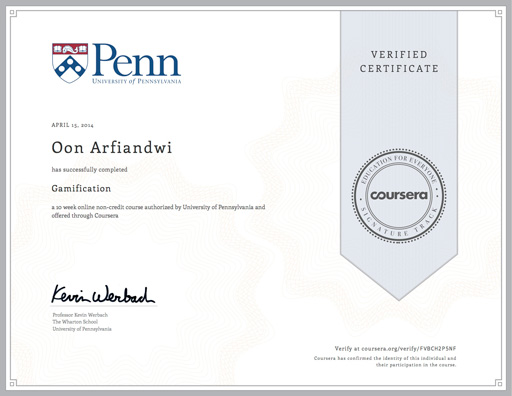 Penn
UNIVERSITY of PENNSYLVANIA
VERIFIED
CERTIFICATE
APRIL 15, 2014
Oon Arfiandwi
has successfully completed
Gamification
a 10 week online non-credit course authorized by University of Pennsylvania and
offered through Coursera
EDUCATION FOR EVERYONE
coursera
SIGNATURE TRACK
Kevin Werbach
Professor Kevin Werbach
The Wharton School
University of Pennsylvania
Verify at coursera.org/verify/FVBCH2PSNF
Coursera has confirmed the identity of this individual and
their participation in the course.